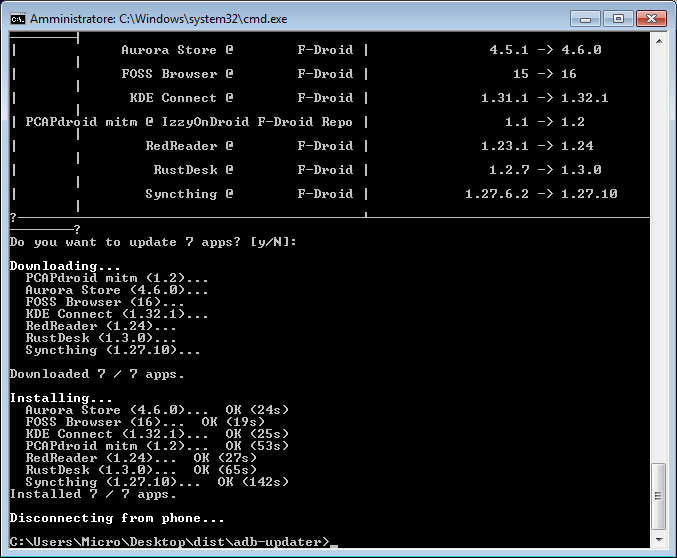 Amministratore: C:\Windows\system32\cmd.exe
| Aurora Store @ F-Droid | 4.5.1 -> 4.6.0
|
| FOSS Browser @ F-Droid | 15 -> 16
|
| KDE Connect @ F-Droid | 1.31.1 -> 1.32.1
|
| PCAPdroid mitm @ IzzyOnDroid F-Droid Repo | 1.1 -> 1.2
|
| RedReader @ F-Droid | 1.23.1 -> 1.24
|
| RustDesk @ F-Droid | 1.2.7 -> 1.3.0
|
| Syncthing @ F-Droid | 1.27.6.2 -> 1.27.10
|
?
?
Do you want to update 7 apps? [y/N]:
Downloading...
PCAPdroid mitm (1.2)...
Aurora Store (4.6.0)...
FOSS Browser (16)...
KDE Connect (1.32.1)...
RedReader (1.24)...
RustDesk (1.3.0)...
Syncthing (1.27.10)...
Downloaded 7 / 7 apps.
Installing...
Aurora Store (4.6.0)... OK (24s)
FOSS Browser (16)... OK (19s)
KDE Connect (1.32.1)... OK (25s)
PCAPdroid mitm (1.2)... OK (53s)
RedReader (1.24)... OK (27s)
RustDesk (1.3.0)... OK (65s)
Syncthing (1.27.10)... OK (142s)
Installed 7 / 7 apps.
Disconnecting from phone...
C:\Users\Micro\Desktop\dist\adb-updater>_